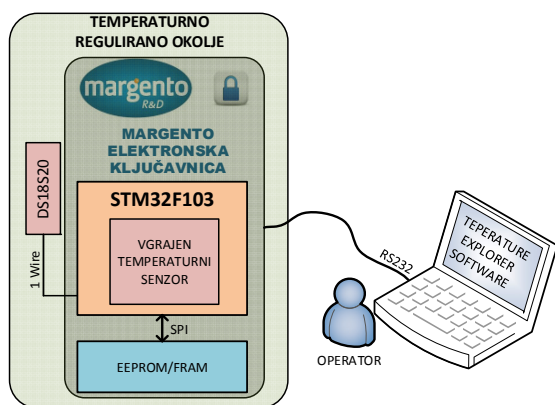 TEMPERATURNO
REGULIRANO OKOLJE
margento
R&D
MARGENTO
ELEKTRONSKA
KLJUČAVNICA
DS18S20
STM32F103
VGRAJEN
TEMPERATURNI
SENZOR
1 Wire
SPI
EEPROM/FRAM
RS232
TEPERATURE
EXPLORER
SOFTWARE
OPERATOR